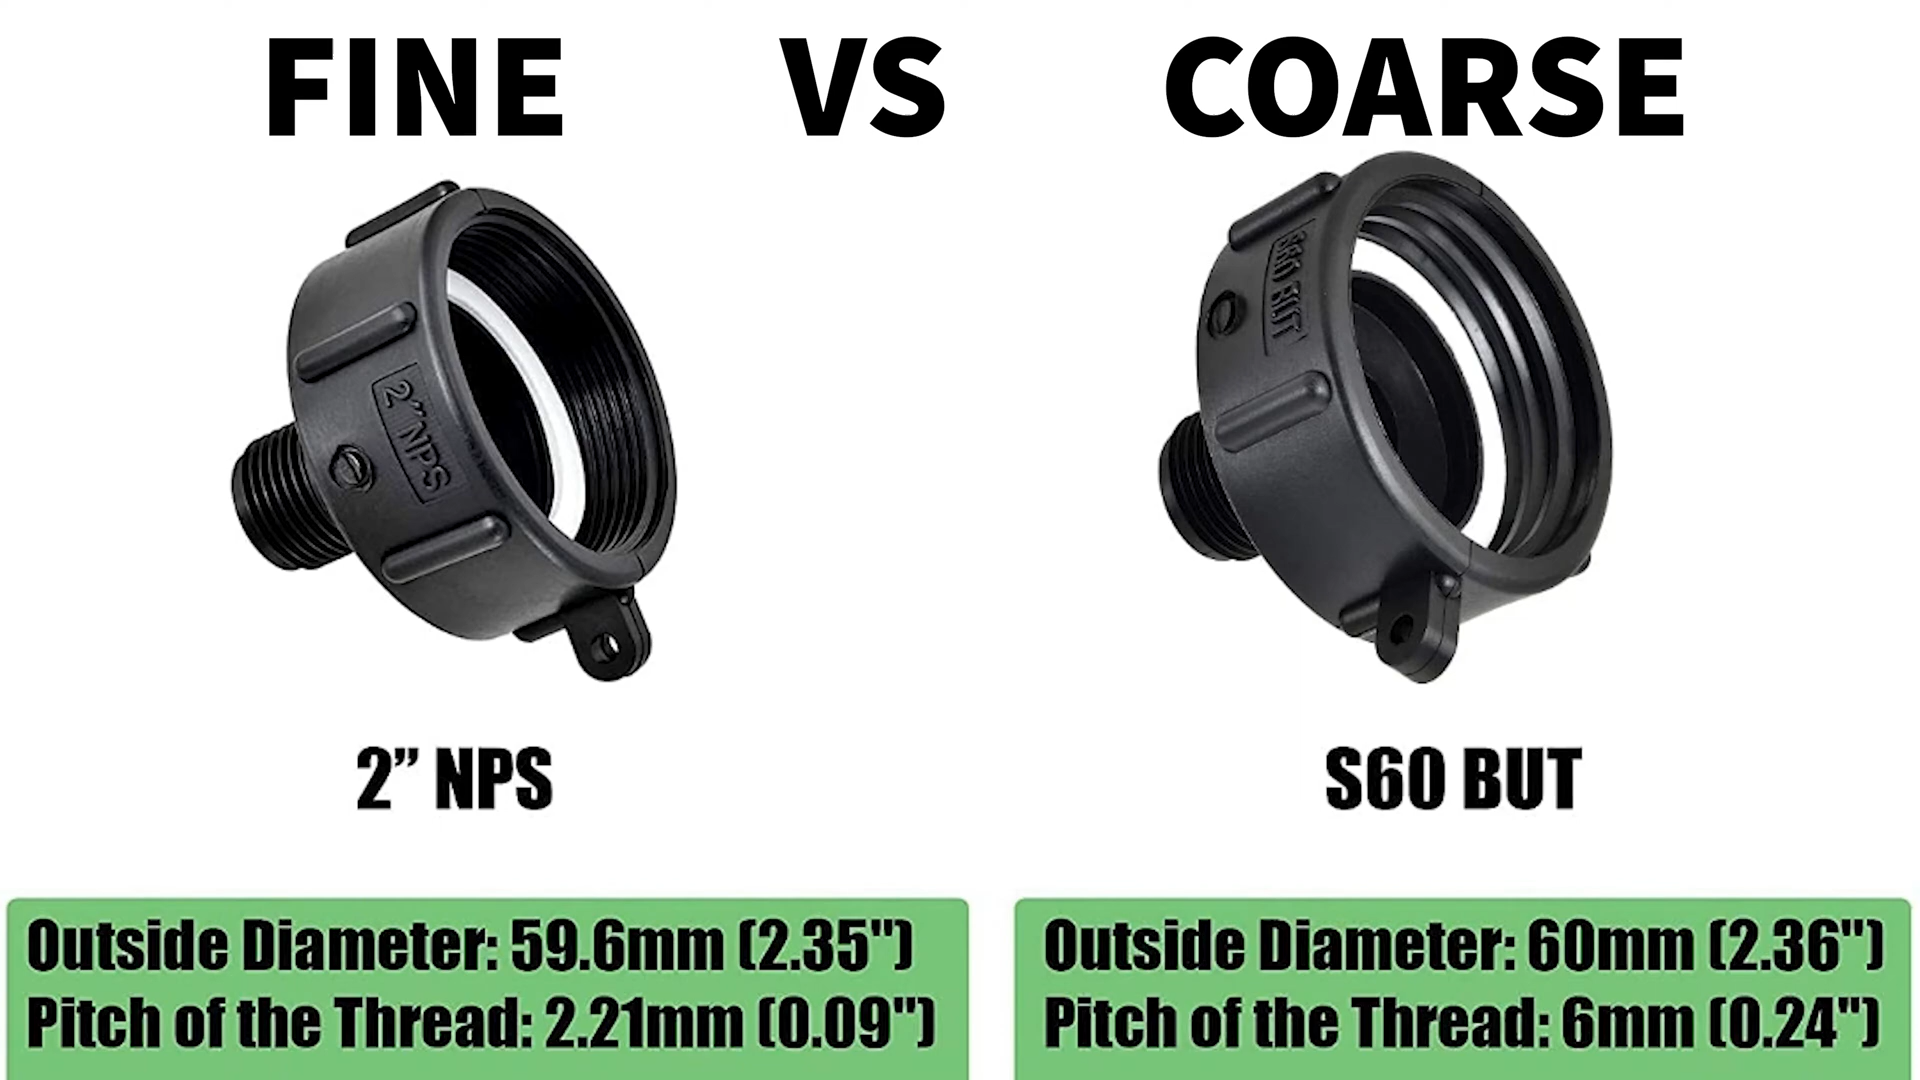 FINE VS COARSE
2"NPS
S60 BUTT
2” NPS
S60 BUT
Outside Diameter: 59.6mm (2.35")
Pitch of the Thread: 2.21mm (0.09")
Outside Diameter: 60mm (2.36")
Pitch of the Thread: 6mm (0.24")